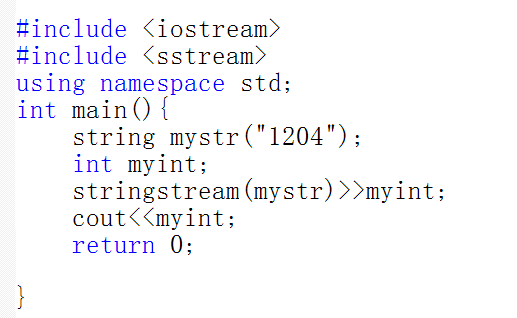 #include <iostream>
#include <sstream>
using namespace std;
int main(){
    string mystr("1204");
    int myint;
    stringstream(mystr)>>myint;
    cout<<myint;
    return 0;

}